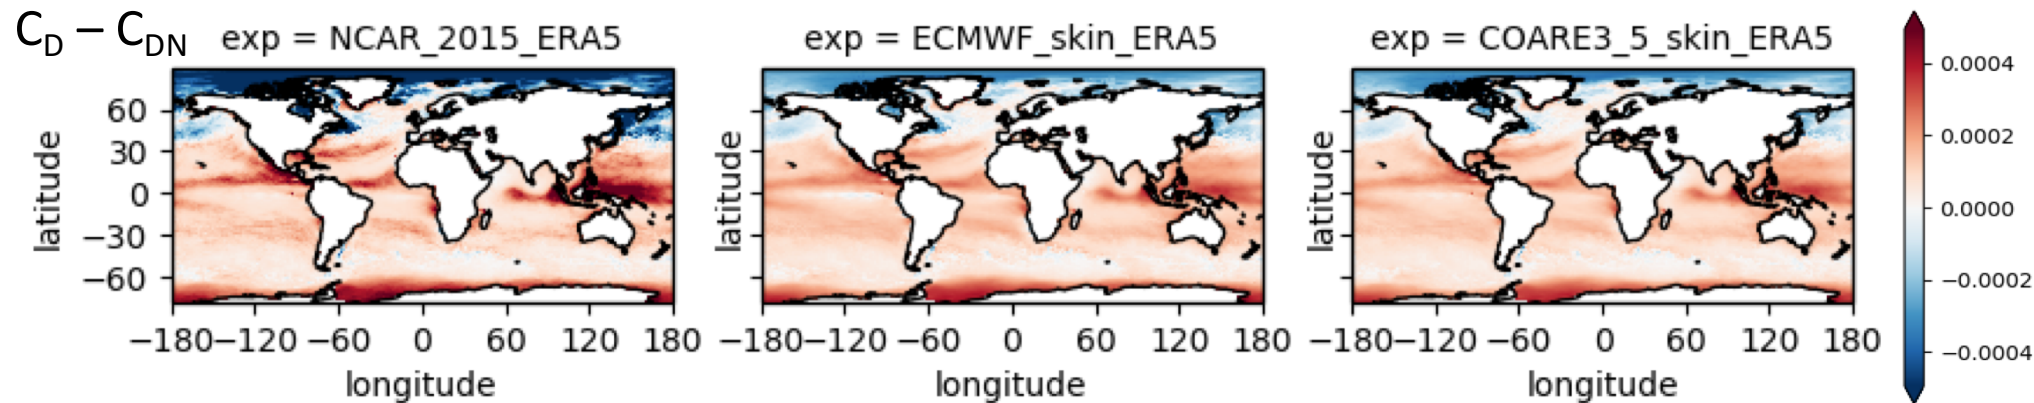 C_D – C_DN
exp = NCAR_2015_ERA5
exp = ECMWF_skin_ERA5
exp = COARE3_5_skin_ERA5
latitude
60
30
0
−30
−60
−180 −120 −60 0 60 120 180
longitude
latitude
−180 −120 −60 0 60 120 180
longitude
latitude
−180 −120 −60 0 60 120 180
longitude
0.0004
0.0002
0.0000
−0.0002
−0.0004